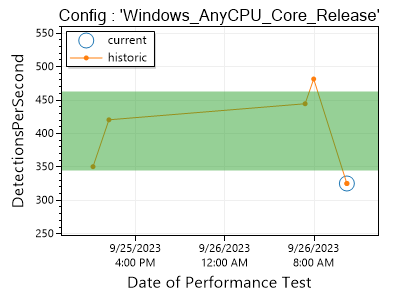 Config : 'Windows_AnyCPU_Core_Release'
current
historic
550
500
450
400
350
300
250
DetectionsPerSecond
9/25/2023
4:00 PM
9/26/2023
12:00 AM
9/26/2023
8:00 AM
Date of Performance Test